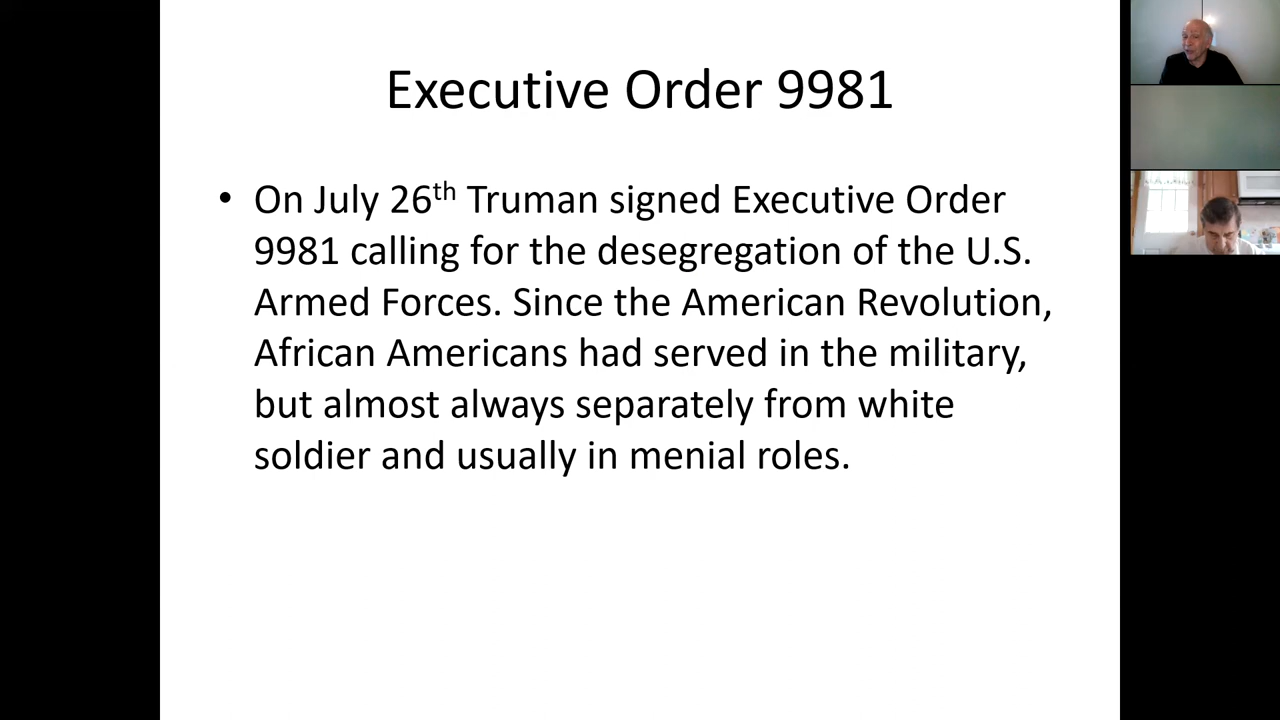 Executive Order 9981
• On July 26th Truman signed Executive Order
9981 calling for the desegregation of the U.S.
Armed Forces. Since the American Revolution,
African Americans had served in the military,
but almost always separately from white
soldier and usually in menial roles.